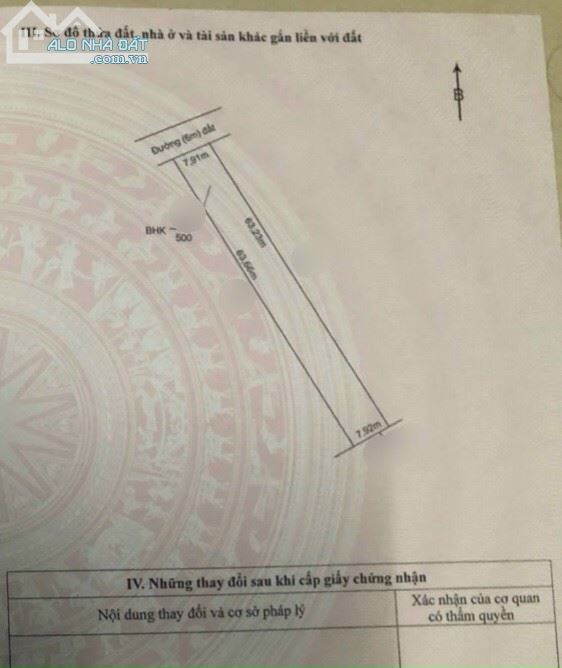 III. Sơ đồ thửa đất, nhà ở và tài sản khác gắn liền với đất
ALO NHÀ ĐẤT
.com.vn
B
Đường (6m) đất
7,91m
BHK
500
63,23m
63,66m
7,92m
IV. Những thay đổi sau khi cấp giấy chứng nhận
Nội dung thay đổi và cơ sở pháp lý
Xác nhận của cơ quan
có thẩm quyền